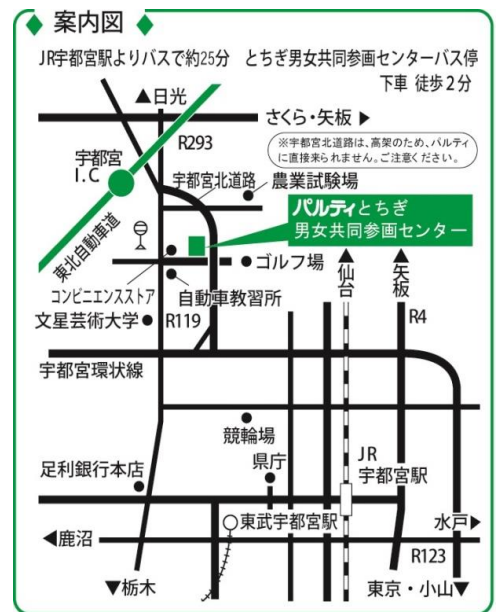 案内図
JR宇都宮駅よりバスで約25分 とちぎ男女共同参画センターバス停
下車 徒歩2分
▲日光
さくら・矢板▶
R293
※宇都宮北道路は、高架のため、パルティ
に直接来られません。ご注意ください。
宇都宮
I.C
宇都宮北道路
農業試験場
パルティとちぎ
男女共同参画センター
東北自動車道
ゴルフ場
▲仙台
▲矢板
コンビニエンスストア
自動車教習所
文星芸術大学
R119
R4
宇都宮環状線
競輪場
県庁
JR
宇都宮駅
足利銀行本店
東武宇都宮駅
水戸▶
◀鹿沼
R123
▼栃木
東京・小山▼